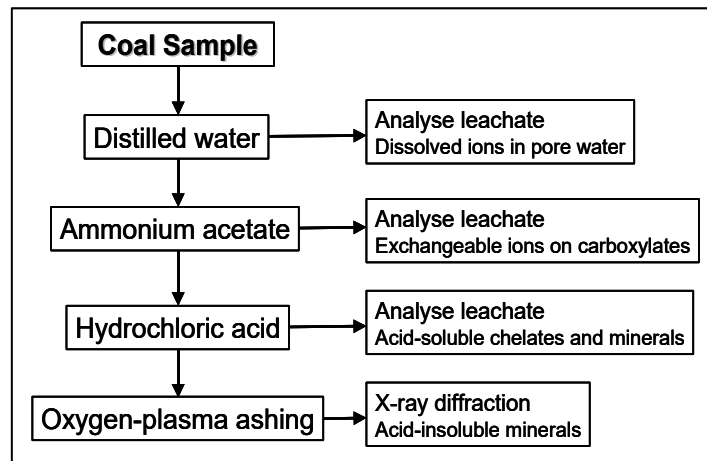 Coal Sample
Distilled water
Analyse leachate
Dissolved ions in pore water
Ammonium acetate
Analyse leachate
Exchangeable ions on carboxylates
Hydrochloric acid
Analyse leachate
Acid-soluble chelates and minerals
Oxygen-plasma ashing
X-ray diffraction
Acid-insoluble minerals